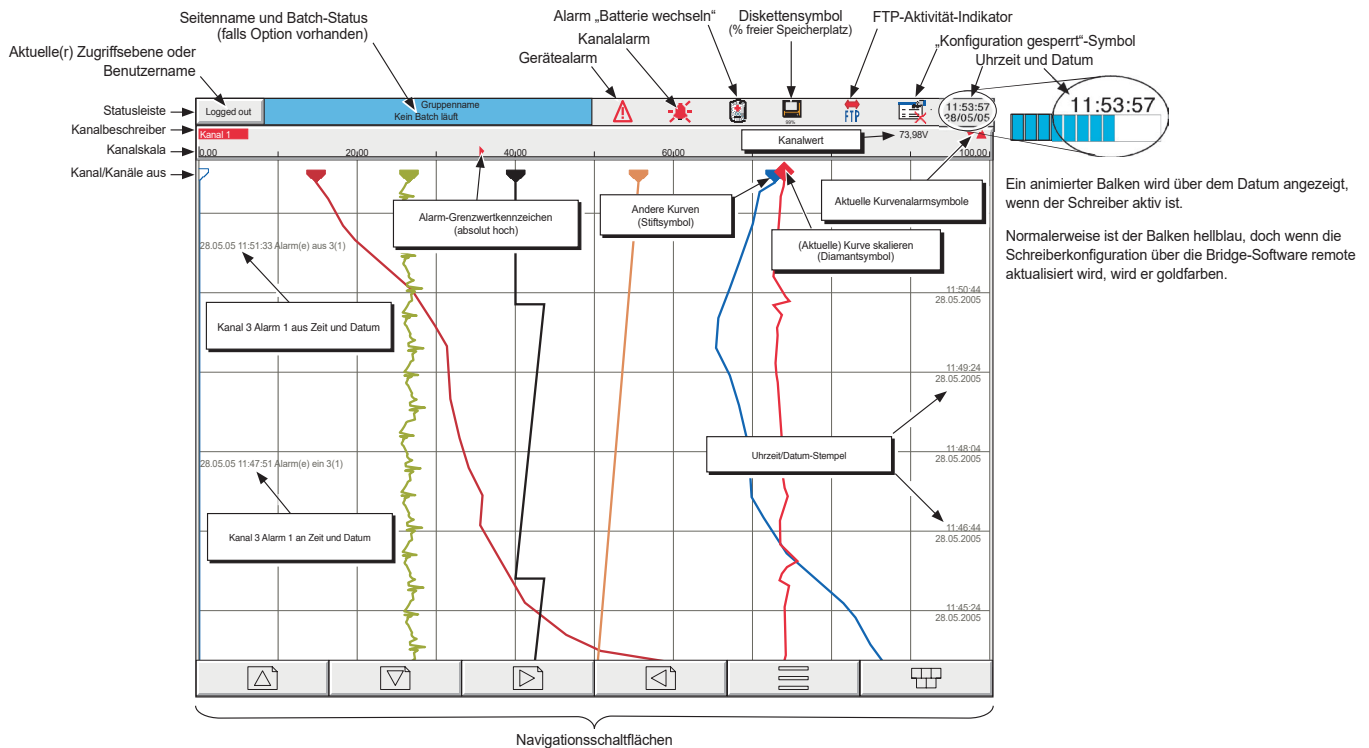 Seitenname und Batch-Status
(falls Option vorhanden)
Alarm „Batterie wechseln“
Diskettensymbol
(% freier Speicherplatz)
FTP-Aktivität-Indikator
Kanalalarm
Gerätealarm
„Konfiguration gesperrt“-Symbol
Uhrzeit und Datum
Aktuelle(r) Zugriffsebene oder
Benutzername
Statusleiste
Logged out
Gruppenname
Kein Batch läuft
99%
FTP
11:53:57
28/05/05
11:53:57
Kanalbeschreiber
Kanal 1
Kanalwert
73,98V
Kanalskala
0.00
20;00
40;00
60;00
100.00
Kanal/Kanäle aus
Alarm-Grenzwertkennzeichen
(absolut hoch)
Andere Kurven
(Stiftsymbol)
Aktuelle Kurvenalarmsymbole
(Aktuelle) Kurve skalieren
(Diamantsymbol)
Ein animierter Balken wird über dem Datum angezeigt,
wenn der Schreiber aktiv ist.
Normalerweise ist der Balken hellblau, doch wenn die
Schreiberkonfiguration über die Bridge-Software remote
aktualisiert wird, wird er goldfarben.
28.05.05 11:51:33 Alarm(e) aus 3(1)
11:50:44
28.05.2005
Kanal 3 Alarm 1 aus Zeit und Datum
11:49:24
28.05.2005
Uhrzeit/Datum-Stempel
11:48:04
28.05.2005
28.05.05 11:47:51 Alarm(e) ein 3(1)
11:46:44
28.05.2005
Kanal 3 Alarm 1 an Zeit und Datum
11:45:24
28.05.2005
Navigationsschaltflächen